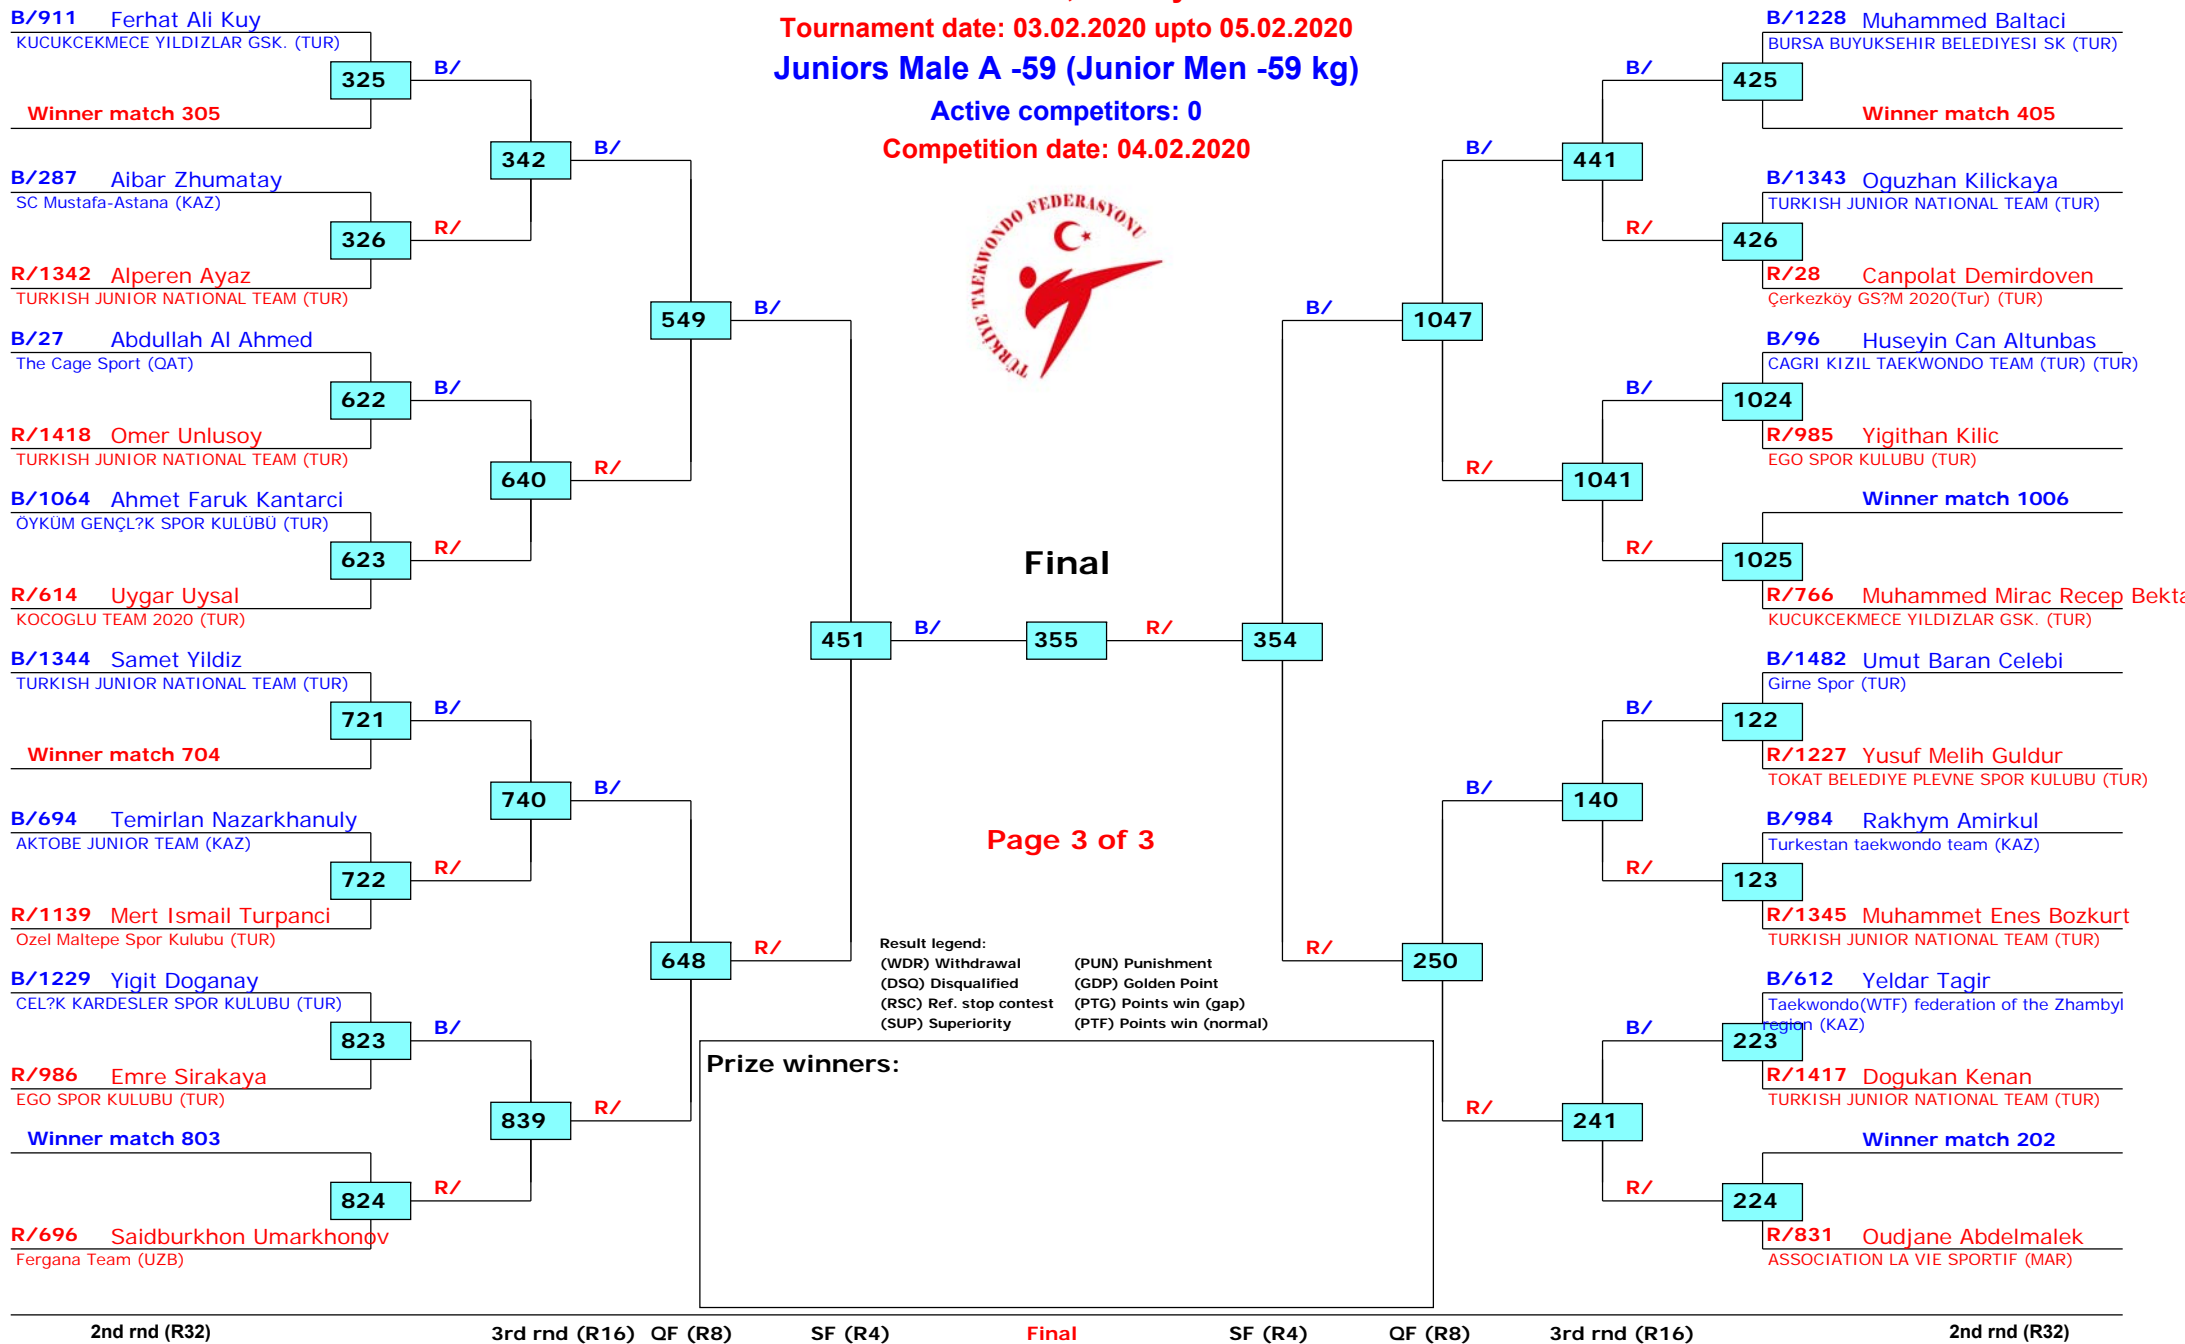 Tournament date: 03.02.2020 upto 05.02.2020
Juniors Male A -59 (Junior Men -59 kg)
Active competitors: 0
Competition date: 04.02.2020
TÜRKİYE TAEKWONDO FEDERASYONU
B/911 Ferhat Ali Kuy
KUCUKCEKMECE YILDIZLAR GSK. (TUR)
325
B/
Winner match 305
342
B/
B/287 Aibar Zhumatay
SC Mustafa-Astana (KAZ)
326
R/
R/1342 Alperen Ayaz
TURKISH JUNIOR NATIONAL TEAM (TUR)
549
B/
B/27 Abdullah Al Ahmed
The Cage Sport (QAT)
622
B/
R/1418 Omer Unlusoy
TURKISH JUNIOR NATIONAL TEAM (TUR)
640
R/
B/1064 Ahmet Faruk Kantarci
ÖYKÜM GENÇL?K SPOR KULÜBÜ (TUR)
623
R/
R/614 Uygar Uysal
KOCOGLU TEAM 2020 (TUR)
451
B/
B/1344 Samet Yildiz
TURKISH JUNIOR NATIONAL TEAM (TUR)
721
B/
Winner match 704
740
B/
B/694 Temirlan Nazarkhanuly
AKTOBE JUNIOR TEAM (KAZ)
722
R/
R/1139 Mert Ismail Turpanci
Ozel Maltepe Spor Kulubu (TUR)
648
R/
B/1229 Yigit Doganay
CEL?K KARDESLER SPOR KULUBU (TUR)
823
B/
R/986 Emre Sirakaya
EGO SPOR KULUBU (TUR)
839
R/
Winner match 803
824
R/
R/696 Saidburkhon Umarkhonov
Fergana Team (UZB)
Final
355
R/
354
Page 3 of 3
Result legend:
(WDR) Withdrawal (PUN) Punishment
(DSQ) Disqualified (GDP) Golden Point
(RSC) Ref. stop contest (PTG) Points win (gap)
(SUP) Superiority (PTF) Points win (normal)
Prize winners:
B/1228 Muhammed Baltaci
BURSA BUYUKSEHIR BELEDIYESI SK (TUR)
B/
425
Winner match 405
B/
441
B/1343 Oguzhan Kilickaya
TURKISH JUNIOR NATIONAL TEAM (TUR)
R/
426
R/28 Canpolat Demirdoven
Çerkezköy GS?M 2020(Tur) (TUR)
B/
1047
B/96 Huseyin Can Altunbas
CAGRI KIZIL TAEKWONDO TEAM (TUR) (TUR)
B/
1024
R/985 Yigithan Kilic
EGO SPOR KULUBU (TUR)
R/
1041
Winner match 1006
R/
1025
R/766 Muhammed Mirac Recep
KUCUKCEKMECE YILDIZLAR GSK. (TUR)
B/1482 Umut Baran Celebi
Girne Spor (TUR)
B/
122
R/1227 Yusuf Melih Guldur
TOKAT BELEDIYE PLEVNE SPOR KULUBU (TUR)
B/
140
B/984 Rakhym Amirkul
Turkestan taekwondo team (KAZ)
R/
123
R/1345 Muhammet Enes Bozkurt
TURKISH JUNIOR NATIONAL TEAM (TUR)
R/
250
B/612 Yeldar Tagir
Taekwondo(WTF) federation of the Zhambyl
region (KAZ)
B/
223
R/1417 Dogukan Kenan
TURKISH JUNIOR NATIONAL TEAM (TUR)
R/
241
Winner match 202
R/
224
R/831 Oudjane Abdelmalek
ASSOCIATION LA VIE SPORTIF (MAR)
2nd rnd (R32) 3rd rnd (R16) QF (R8) SF (R4) Final SF (R4) QF (R8) 3rd rnd (R16) 2nd rnd (R32)